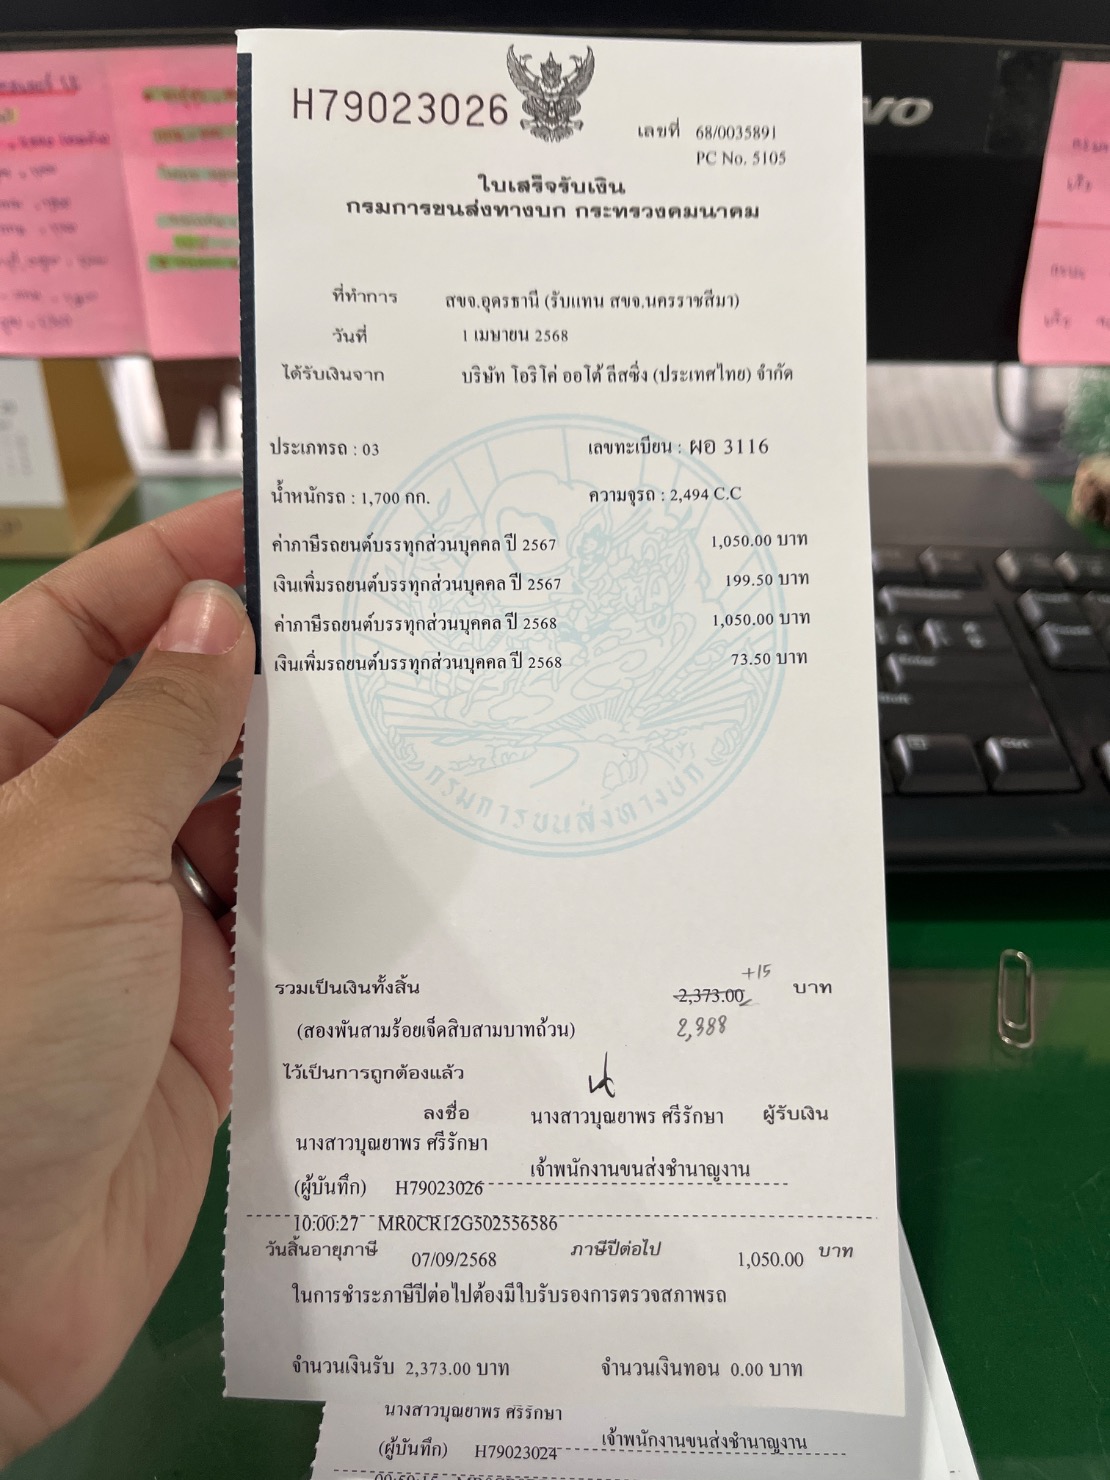 H79023026
เลขที่ 68/0035891
PC No. 5105
ใบเสร็จรับเงิน
กรมการขนส่งทางบก กระทรวงคมนาคม
ที่ทำการ สขจ.อุดรธานี (รับแทน สขจ.นครราชสีมา)
วันที่ 1 เมษายน 2568
ได้รับเงินจาก บริษัท โอริโค่ ออโต้ ลีสซิ่ง (ประเทศไทย) จำกัด
ประเภทรถ : 03 เลขทะเบียน : ผอ 3116
น้ำหนักรถ : 1,700 กก. ความจุรถ : 2,494 C.C
ค่าภาษีรถยนต์บรรทุกส่วนบุคคล ปี 2567 1,050.00 บาท
เงินเพิ่มรถยนต์บรรทุกส่วนบุคคล ปี 2567 199.50 บาท
ค่าภาษีรถยนต์บรรทุกส่วนบุคคล ปี 2568 1,050.00 บาท
เงินเพิ่มรถยนต์บรรทุกส่วนบุคคล ปี 2568 73.50 บาท
กรมการขนส่งทางบก
+15
รวมเป็นเงินทั้งสิ้น 2,373.00 บาท
(สองพันสามร้อยเจ็ดสิบสามบาทถ้วน) 2,388
ไว้เป็นการถูกต้องแล้ว
ลงชื่อ นางสาวบุณยาพร ศรีรักษา ผู้รับเงิน
นางสาวบุณยาพร ศรีรักษา
เจ้าพนักงานขนส่งชำนาญงาน
(ผู้บันทึก) H79023026
10:00:27 MR0CR12G502556586
วันสิ้นอายุภาษี 07/09/2568 ภาษีปีต่อไป 1,050.00 บาท
ในการชำระภาษีปีต่อไปต้องมีใบรับรองการตรวจสภาพรถ
จำนวนเงินรับ 2,373.00 บาท จำนวนเงินทอน 0.00 บาท
นางสาวบุณยาพร ศรีรักษา
(ผู้บันทึก) H79023024 เจ้าพนักงานขนส่งชำนาญงาน